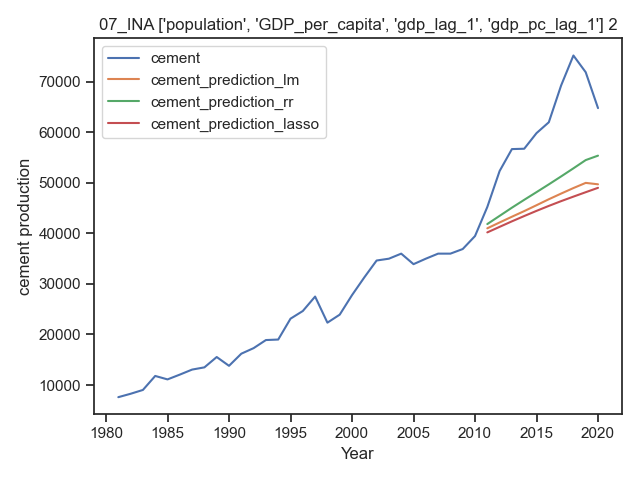 07_INA ['population', 'GDP_per_capita', 'gdp_lag_1', 'gdp_pc_lag_1'] 2
cement
cement_prediction_lm
cement_prediction_rr
cement_prediction_lasso
cement production
70000
60000
50000
40000
30000
20000
10000
1980 1985 1990 1995 2000 2005 2010 2015 2020
Year